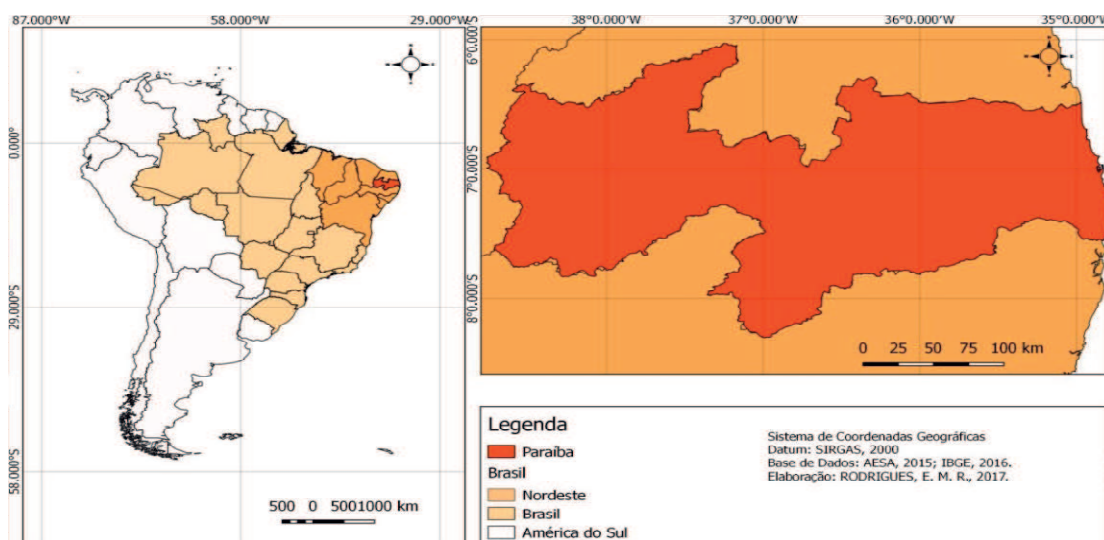 87.000°W 58.000°W 29.000°W
0.000°
29.000°S
58.000°S
500 0 5001000 km
38°0.000'W 37°0.000'W 36°0.000'W 35°0.000'W
6°0.000'S
7°0.000'S
8°0.000'S
0 25 50 75 100 km
Legenda
Paraíba
Brasil
Nordeste
Brasil
América do Sul
Sistema de Coordenadas Geográficas
Datum: SIRGAS, 2000
Base de Dados: AESA, 2015; IBGE, 2016.
Elaboração: RODRIGUES, E. M. R., 2017.